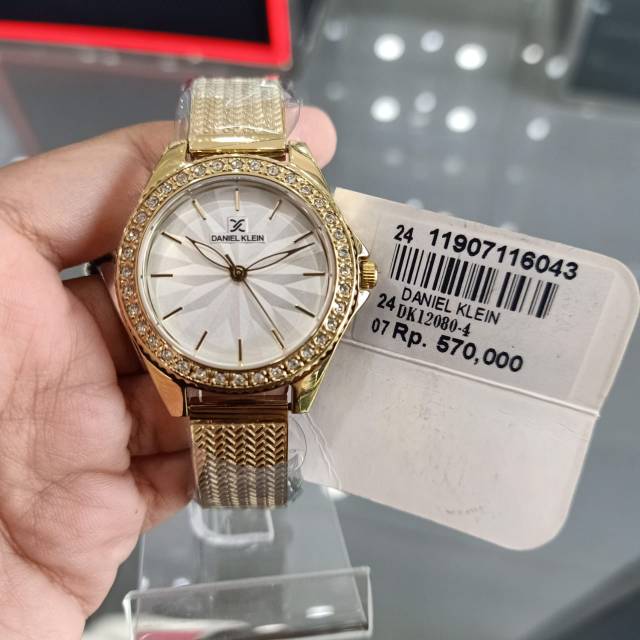 DANIEL KLEIN
24 11907116043
DANIEL KLEIN
24 DK12080-4
07 Rp. 570,000